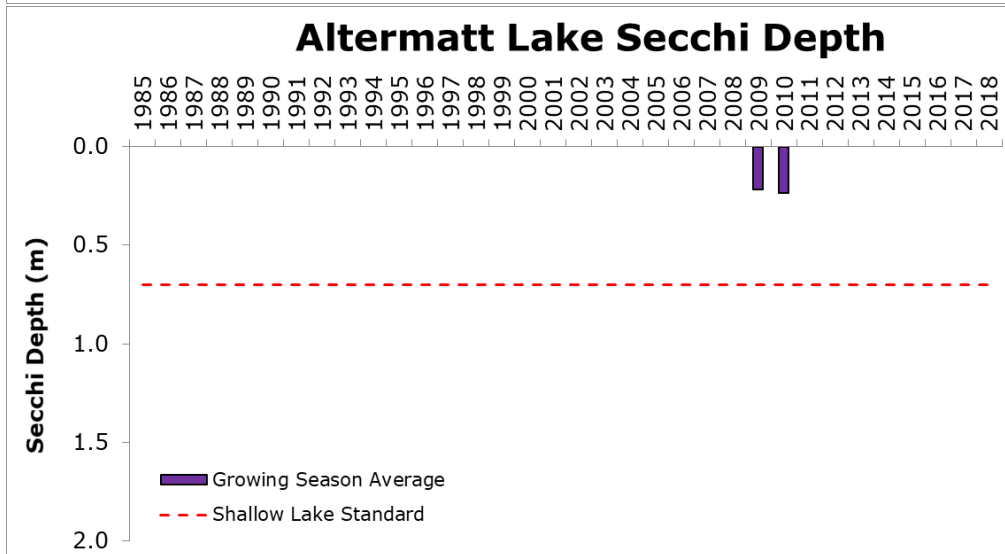 Altermatt Lake Secchi Depth
1985 1986 1987 1988 1989 1990 1991 1992 1993 1994 1995 1996 1997 1998 1999 2000 2001 2002 2003 2004 2005 2006 2007 2008 2009 2010 2011 2012 2013 2014 2015 2016 2017 2018
0.0
0.5
1.0
1.5
2.0
Secchi Depth (m)
Growing Season Average
Shallow Lake Standard